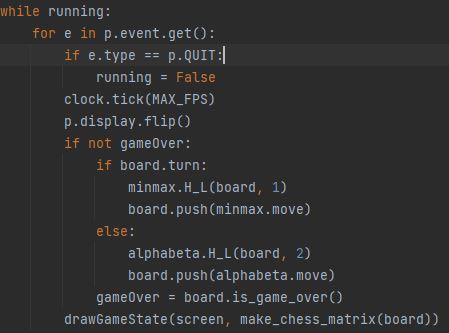 while running:
    for e in p.event.get():
        if e.type == p.QUIT:
            running = False
        clock.tick(MAX_FPS)
        p.display.flip()
        if not gameOver:
            if board.turn:
                minmax.H_L(board, 1)
                board.push(minmax.move)
            else:
                alphabeta.H_L(board, 2)
                board.push(alphabeta.move)
            gameOver = board.is_game_over()
        drawGameState(screen, make_chess_matrix(board))